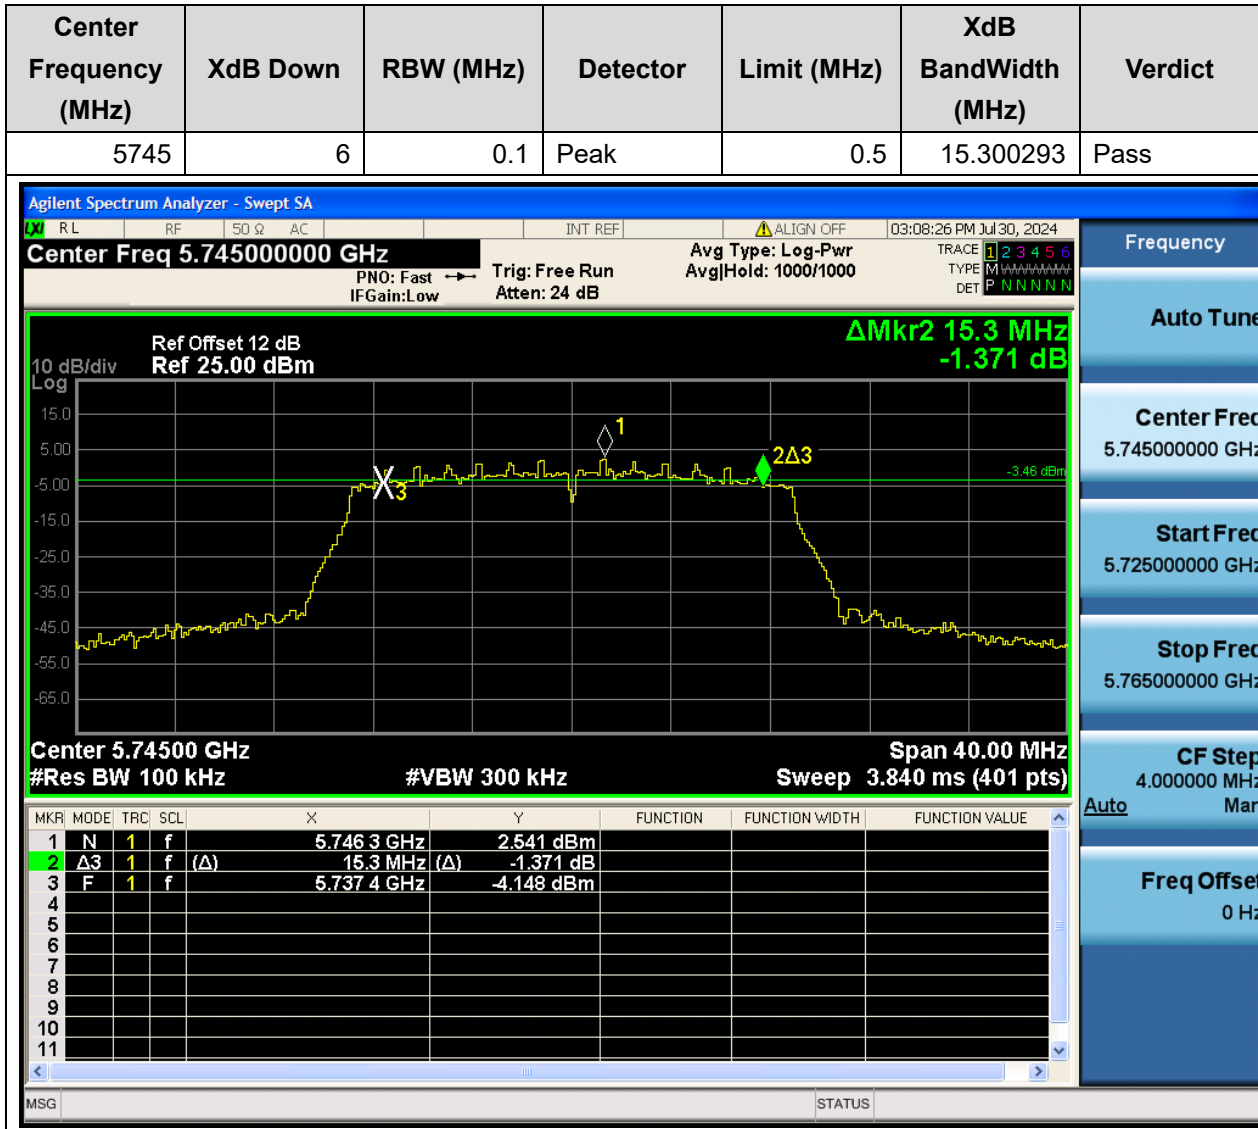 Center Frequency (MHz) XdB Down RBW (MHz) Detector Limit (MHz) XdB BandWidth (MHz) Verdict
5745 6 0.1 Peak 0.5 15.300293 Pass
Agilent Spectrum Analyzer - Swept SA
LXI RL RF 50 Ω AC INT REF ALIGN OFF 03:08:26 PM Jul 30, 2024
Center Freq 5.745000000 GHz
PNO: Fast
IFGain:Low
Trig: Free Run
Atten: 24 dB
Avg Type: Log-Pwr
Avg|Hold: 1000/1000
TRACE 1 2 3 4 5 6
TYPE M
DET P N N N N N
ΔMkr2 15.3 MHz
-1.371 dB
Ref Offset 12 dB
10 dB/div Ref 25.00 dBm
Log
15.0
5.00
-5.00
-15.0
-25.0
-35.0
-45.0
-55.0
-65.0
1
2Δ3
3
-3.46 dBm
Center 5.74500 GHz Span 40.00 MHz
#Res BW 100 kHz #VBW 300 kHz Sweep 3.840 ms (401 pts)
MKR MODE TRC SCL X Y FUNCTION FUNCTION WIDTH FUNCTION VALUE
1 N 1 f 5.746 3 GHz 2.541 dBm
2 Δ3 1 f (Δ) 15.3 MHz (Δ) -1.371 dB
3 F 1 f 5.737 4 GHz -4.148 dBm
4
5
6
7
8
9
10
11
MSG STATUS
Frequency
Auto Tune
Center Freq
5.745000000 GHz
Start Freq
5.725000000 GHz
Stop Freq
5.765000000 GHz
CF Step
4.000000 MHz
Auto Man
Freq Offset
0 Hz